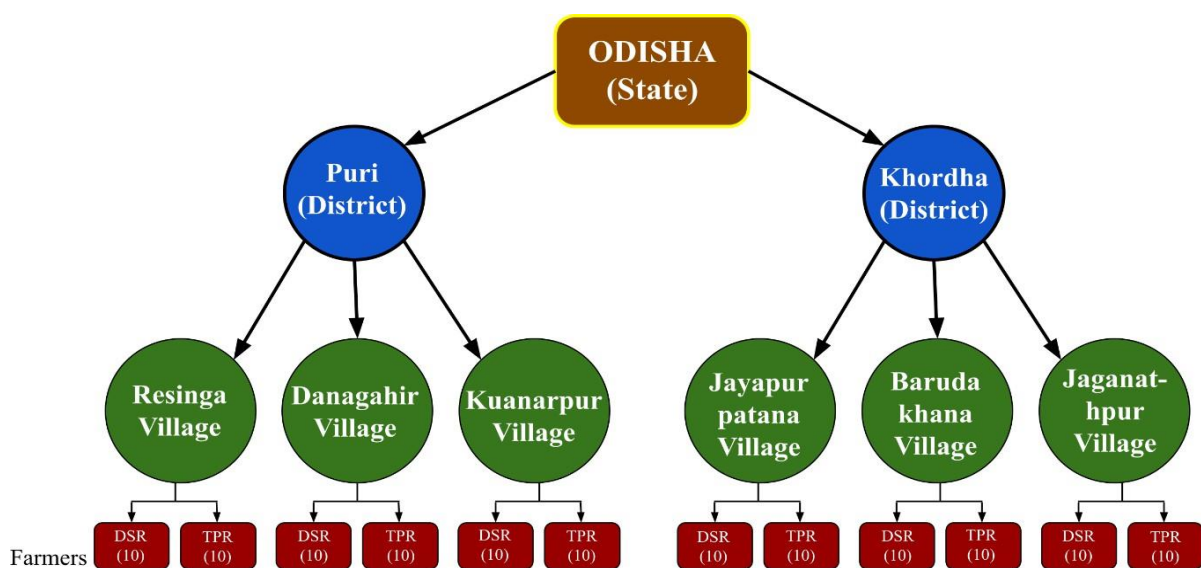 ODISHA
(State)
Puri
(District)
Khordha
(District)
Resinga
Village
Danagahir
Village
Kuanarpur
Village
Jayapur
patana
Village
Baruda
khana
Village
Jaganat-
hpur
Village
Farmers
DSR
(10)
TPR
(10)
DSR
(10)
TPR
(10)
DSR
(10)
TPR
(10)
DSR
(10)
TPR
(10)
DSR
(10)
TPR
(10)
DSR
(10)
TPR
(10)